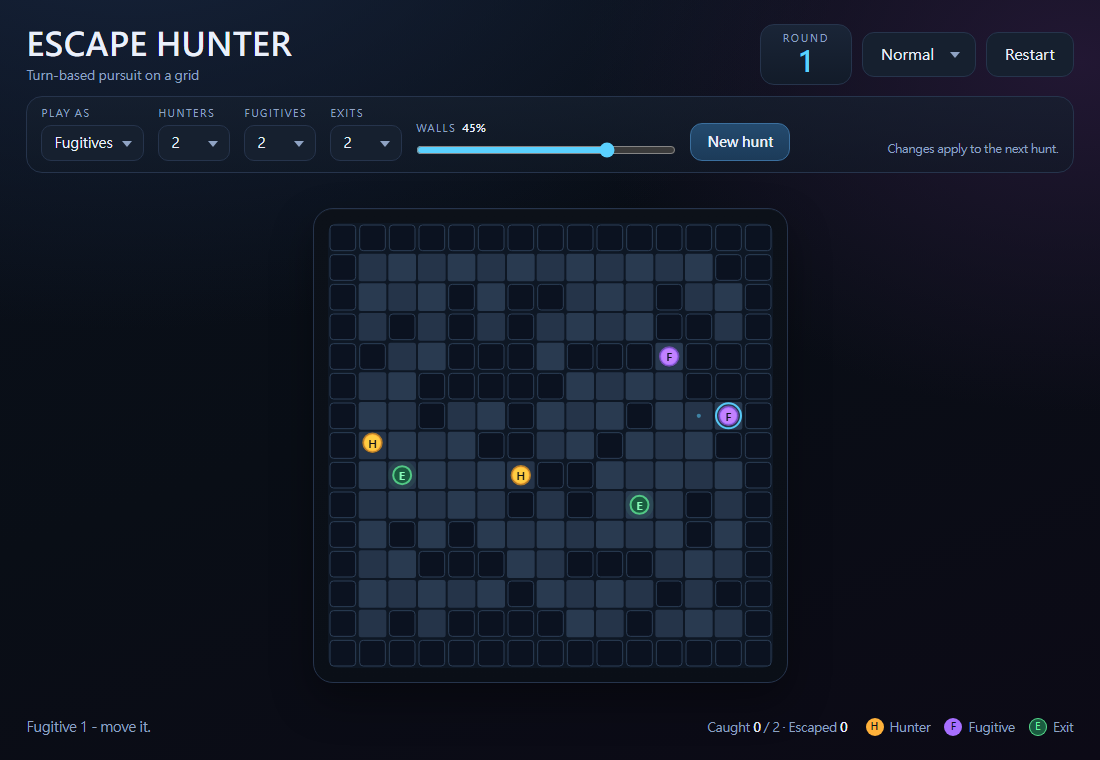 ESCAPE HUNTER
Turn-based pursuit on a grid
ROUND
1
Normal
Restart
PLAY AS
Fugitives
HUNTERS
2
FUGITIVES
2
EXITS
2
WALLS 45%
New hunt
Changes apply to the next hunt.
F
F
H
E
H
E
Fugitive 1 - move it.
Caught 0 / 2 · Escaped 0
H Hunter
F Fugitive
E Exit